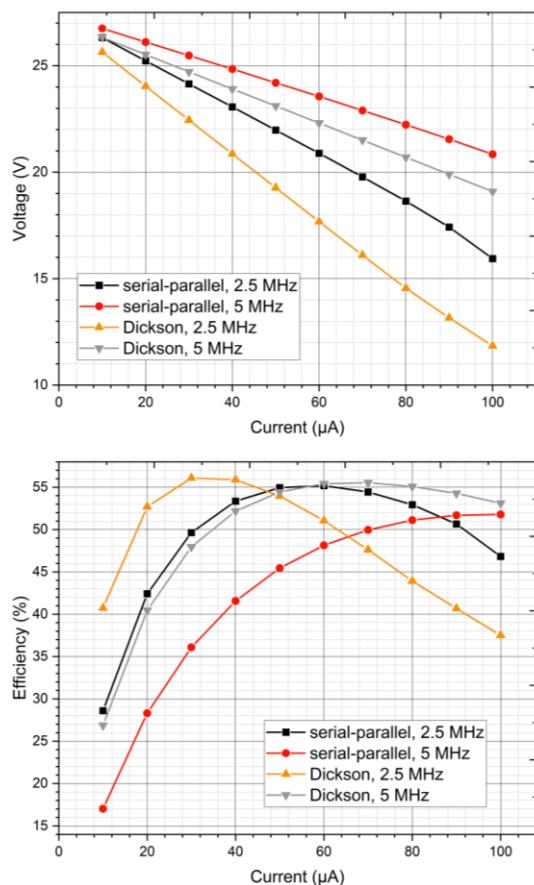 25
20
15
10
Voltage (V)
serial-parallel, 2.5 MHz
serial-parallel, 5 MHz
Dickson, 2.5 MHz
Dickson, 5 MHz
0 20 40 60 80 100
Current (µA)
55
50
45
40
35
30
25
20
15
Efficiency (%)
serial-parallel, 2.5 MHz
serial-parallel, 5 MHz
Dickson, 2.5 MHz
Dickson, 5 MHz
0 20 40 60 80 100
Current (µA)